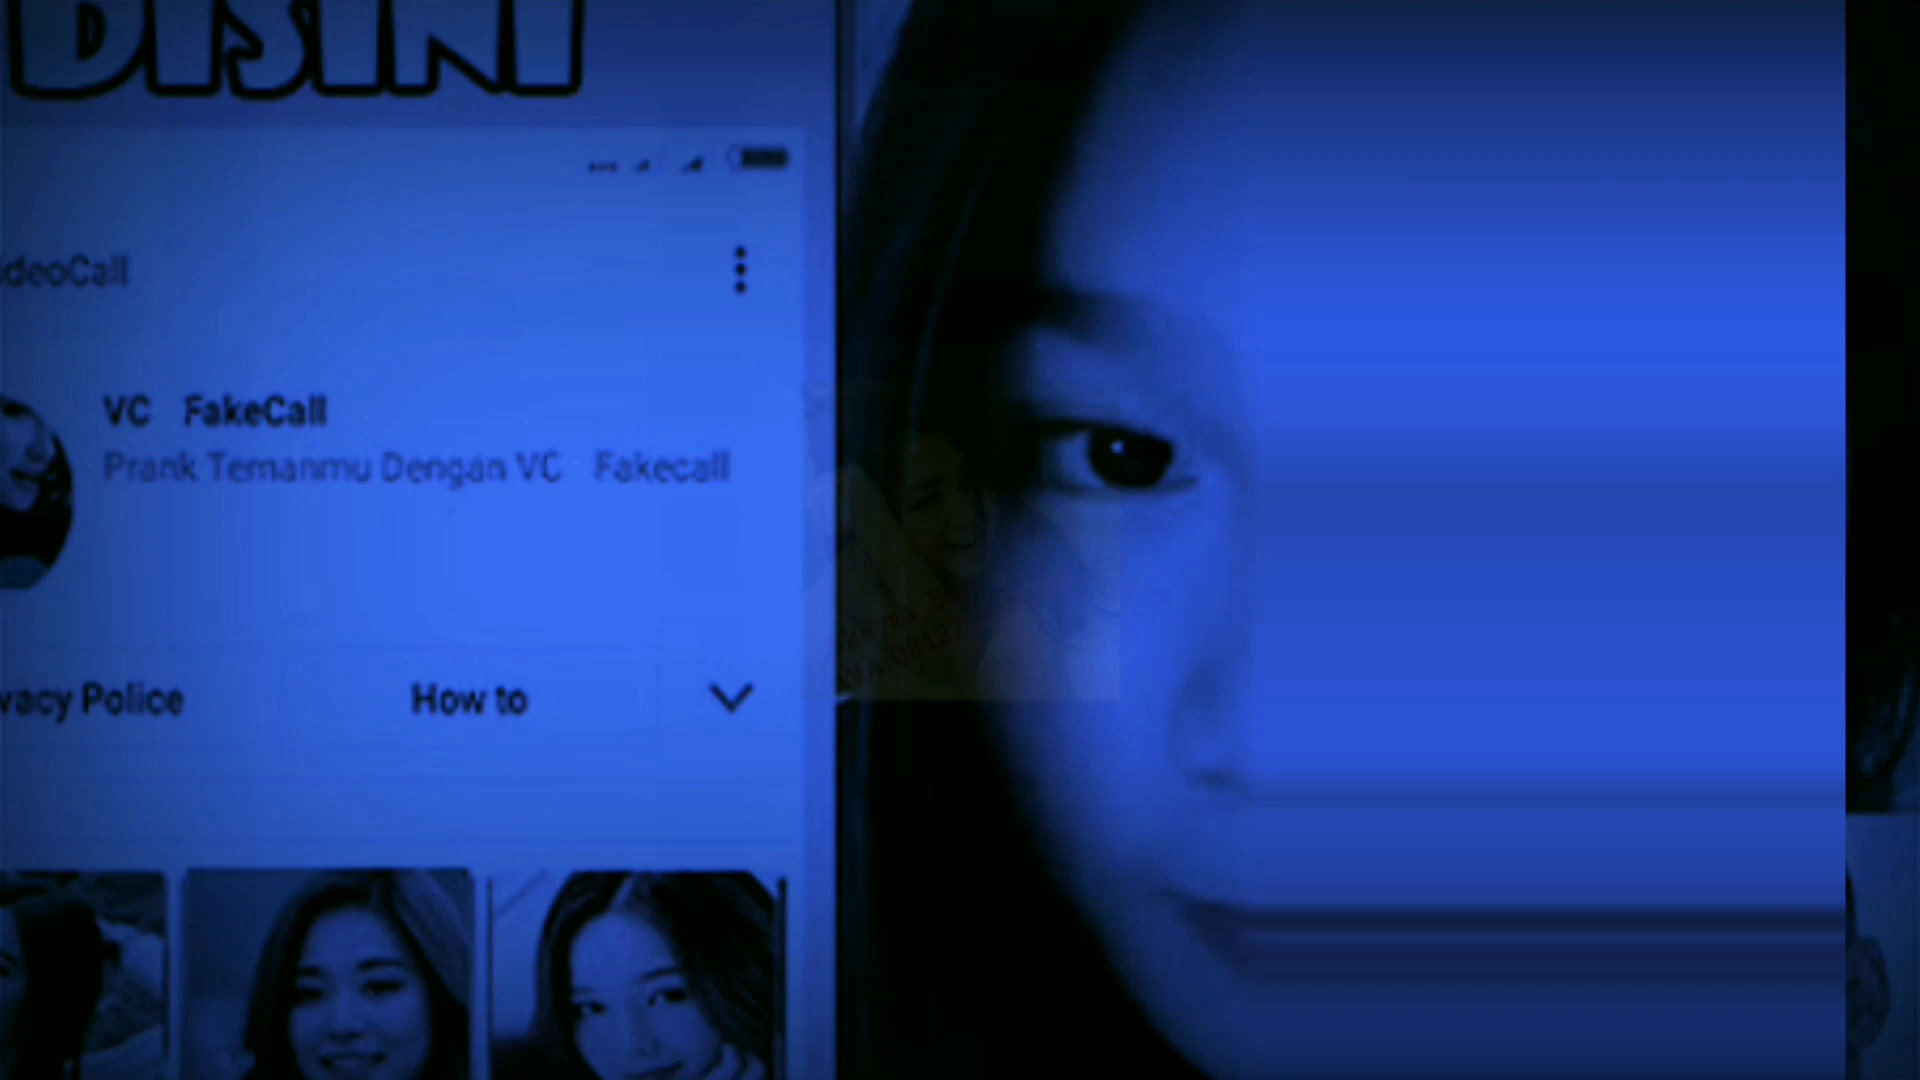 DISINI
ideoCall
VC FakeCall
Prank Temanmu Dengan VC Fakecall
vacy Police
How to